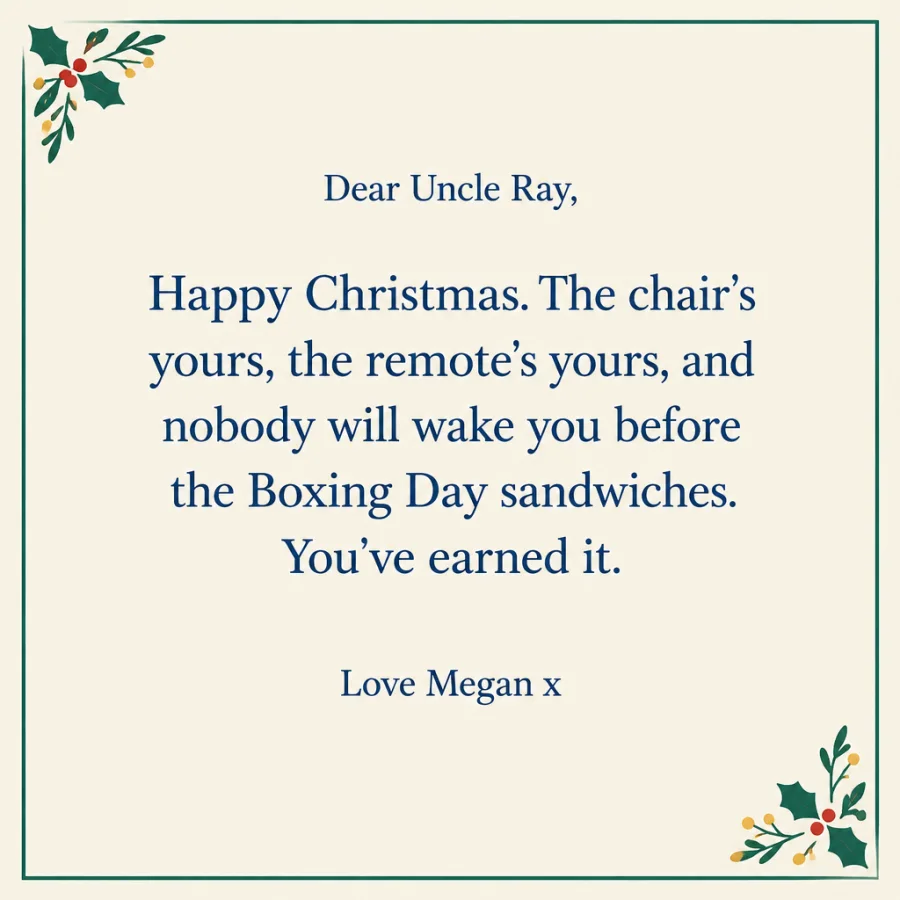 Dear Uncle Ray,
Happy Christmas. The chair’s
yours, the remote’s yours, and
nobody will wake you before
the Boxing Day sandwiches.
You’ve earned it.
Love Megan x